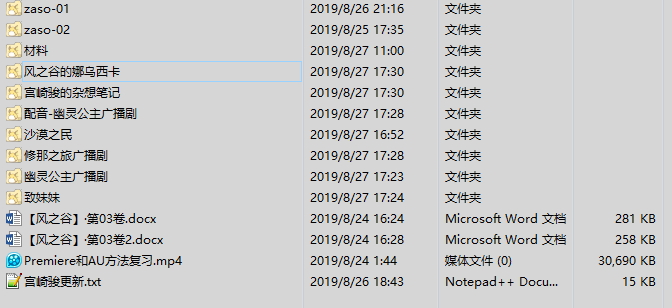 zaso-01 2019/8/26 21:16 文件夹
zaso-02 2019/8/25 15:35 文件夹
材料 2019/8/27 11:00 文件夹
风之谷的娜乌西卡 2019/8/27 17:30 文件夹
宫崎骏的杂想笔记 2019/8/27 17:30 文件夹
配音-幽灵公主广播剧 2019/8/27 17:28 文件夹
沙漠之民 2019/8/27 16:52 文件夹
修那之旅广播剧 2019/8/27 17:28 文件夹
幽灵公主广播剧 2019/8/27 17:23 文件夹
致妹妹 2019/8/27 17:24 文件夹
【风之谷】·第03卷.docx 2019/8/24 16:24 Microsoft Word 文档 281 KB
【风之谷】·第03卷2.docx 2019/8/24 16:28 Microsoft Word 文档 258 KB
Premiere和AU方法复习.mp4 2019/8/24 1:44 媒体文件 (0) 30,690 KB
宫崎骏更新.txt 2019/8/26 18:43 Notepad++ Docu... 15 KB